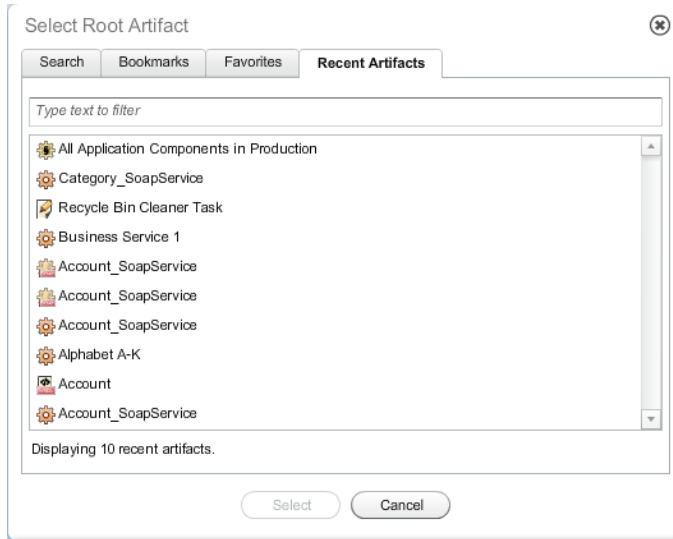 Select Root Artifact
Search Bookmarks Favorites Recent Artifacts
Type text to filter
All Application Components in Production
Category_SoapService
Recycle Bin Cleaner Task
Business Service 1
Account_SoapService
Account_SoapService
Account_SoapService
Alphabet A-K
Account
Account_SoapService
Displaying 10 recent artifacts.
Select Cancel